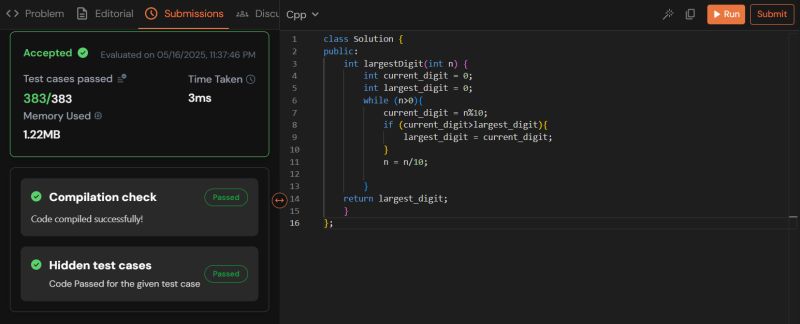 Problem Editorial Submissions Discu
Accepted Evaluated on 05/16/2025, 11:37:46 PM
Test cases passed Time Taken
383/383 3ms
Memory Used
1.22MB
Compilation check Passed
Code compiled successfully!
Hidden test cases Passed
Code Passed for the given test case
Cpp Run Submit
1 class Solution {
2 public:
3 int largestDigit(int n) {
4 int current_digit = 0;
5 int largest_digit = 0;
6 while (n>0){
7 current_digit = n%10;
8 if (current_digit>largest_digit){
9 largest_digit = current_digit;
10 }
11 n = n/10;
12
13 }
14 return largest_digit;
15 }
16 };